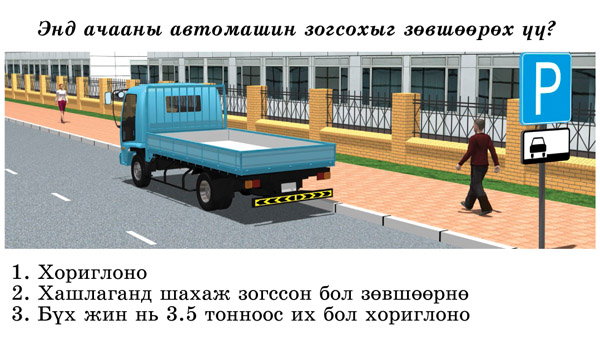 Энд ачааны автомашин зогсохыг зөвшөөрөх үү?
P
1. Хориглоно
2. Хашлаганд шахаж зогссон бол зөвшөөрнө
3. Бүх жин нь 3.5 тонноос их бол хориглоно